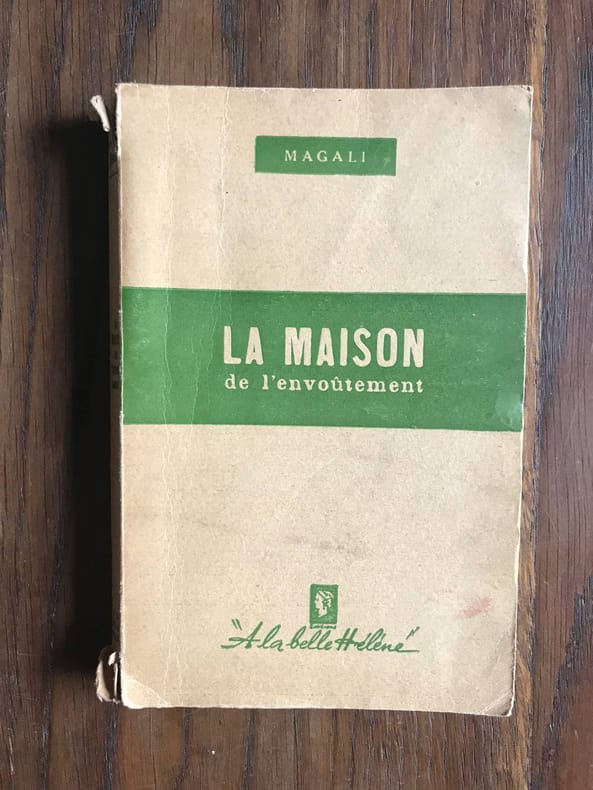 MAGALI
LA MAISON
de l'envoûtement
"A la belle Hélène"